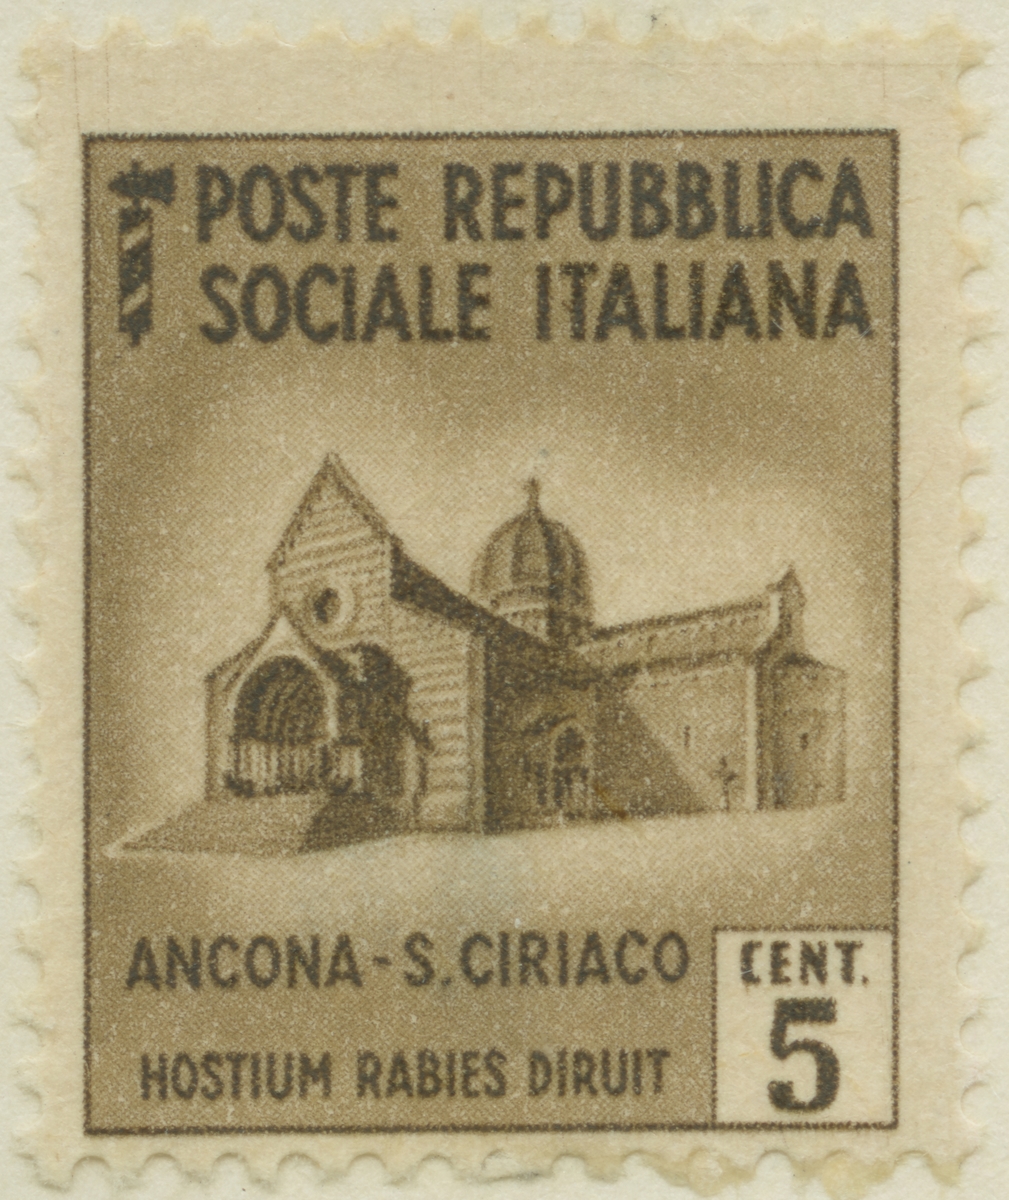 POSTE REPUBBLICA
SOCIALE ITALIANA
ANCONA - S. CIRIACO
HOSTIUM RABIES DIRUIT
CENT.
5